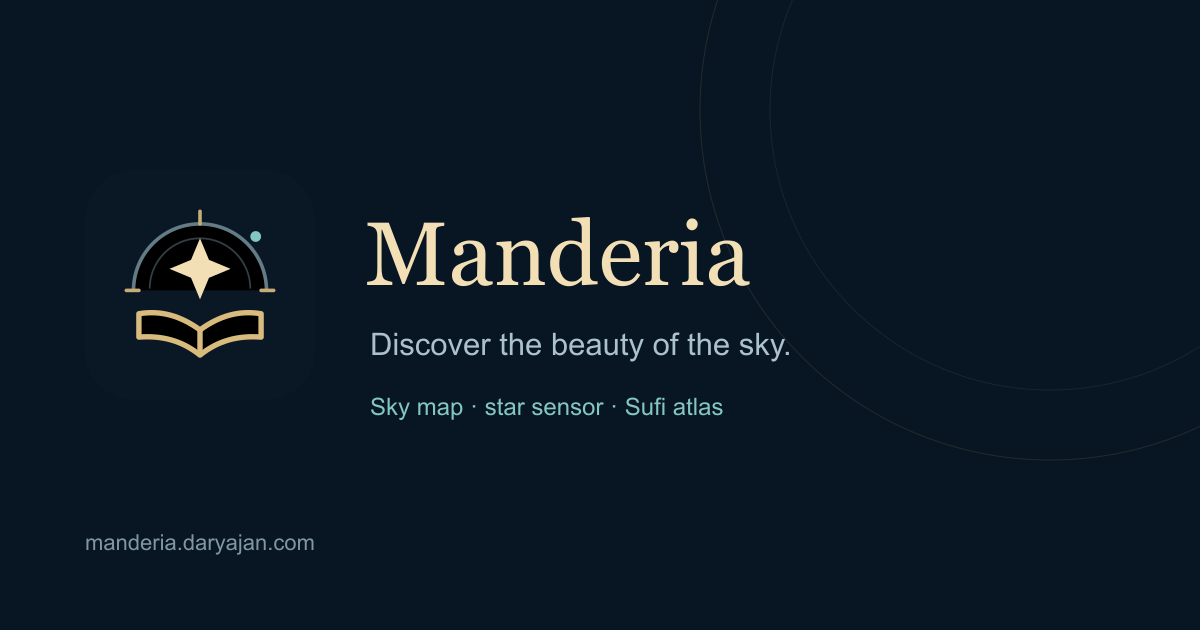 Manderia
Discover the beauty of the sky.
Sky map · star sensor · Sufi atlas
manderia.daryajan.com